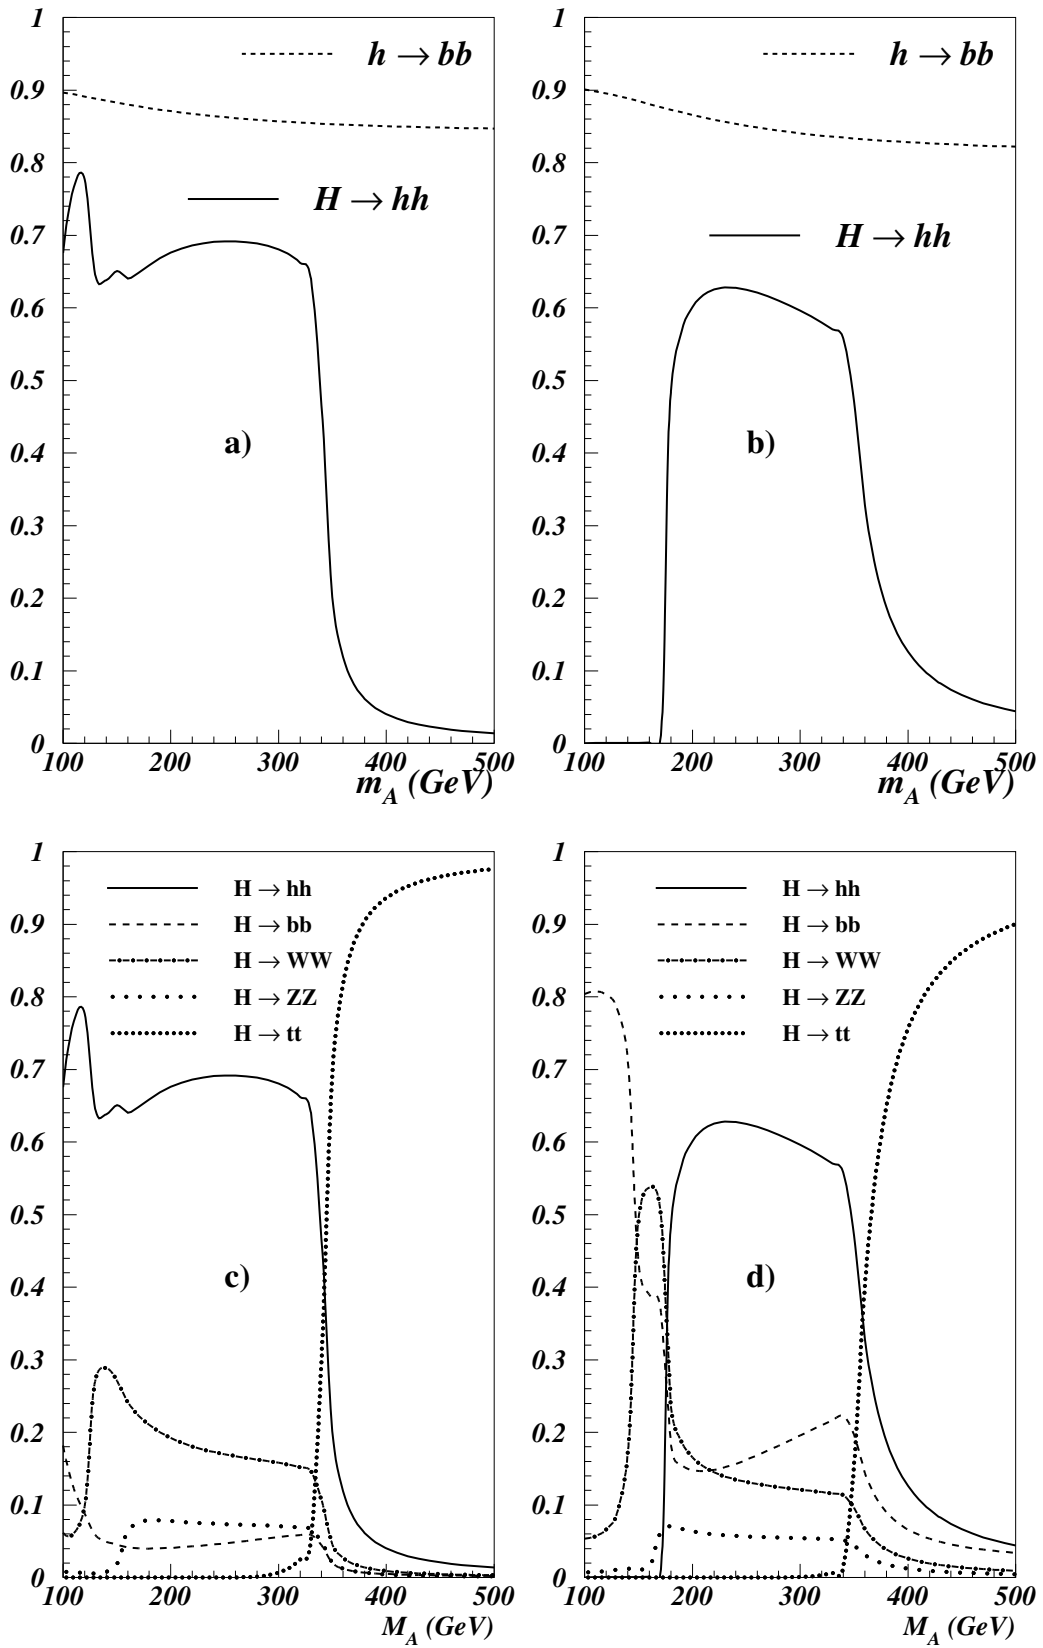 1
0.9
0.8
0.7
0.6
0.5
0.4
0.3
0.2
0.1
0
h → bb
H → hh
a)
100 200 300 400 500
m_A (GeV)
1
0.9
0.8
0.7
0.6
0.5
0.4
0.3
0.2
0.1
0
h → bb
H → hh
b)
100 200 300 400 500
m_A (GeV)
1
0.9
0.8
0.7
0.6
0.5
0.4
0.3
0.2
0.1
0
H → hh
H → bb
H → WW
H → ZZ
H → tt
c)
100 200 300 400 500
M_A (GeV)
1
0.9
0.8
0.7
0.6
0.5
0.4
0.3
0.2
0.1
0
H → hh
H → bb
H → WW
H → ZZ
H → tt
d)
100 200 300 400 500
M_A (GeV)